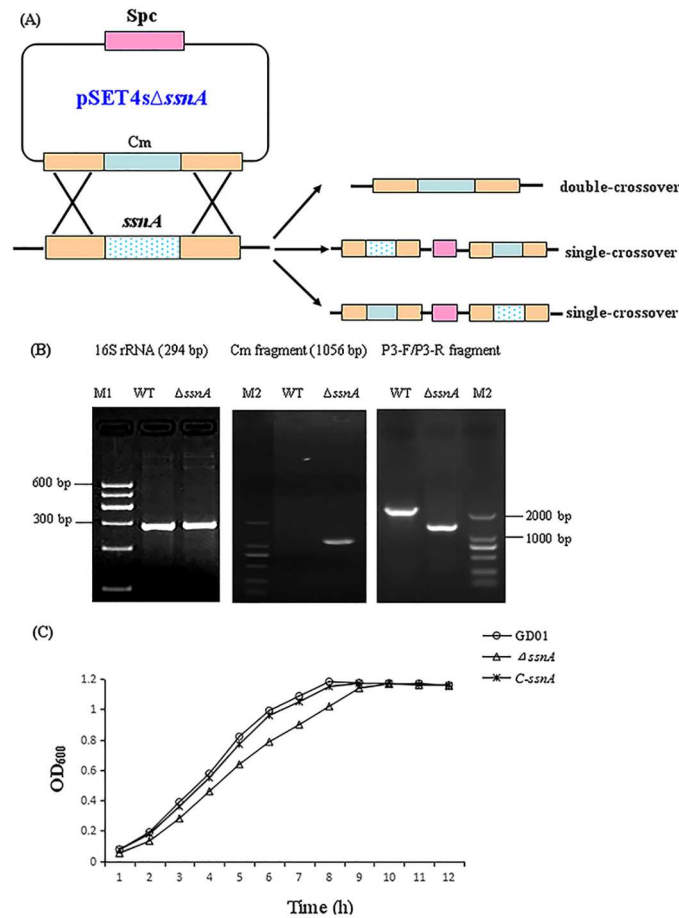 (A)
Spc
pSET4sΔssnA
Cm
ssnA
double-crossover
single-crossover
single-crossover
(B)
16S rRNA (294 bp)
Cm fragment (1056 bp)
P3-F/P3-R fragment
M1 WT ΔssnA
M2 WT ΔssnA
WT ΔssnA M2
600 bp
300 bp
2000 bp
1000 bp
(C)
GD01
ΔssnA
C-ssnA
OD600
1.2
1
0.8
0.6
0.4
0.2
0
1 2 3 4 5 6 7 8 9 10 11 12
Time (h)